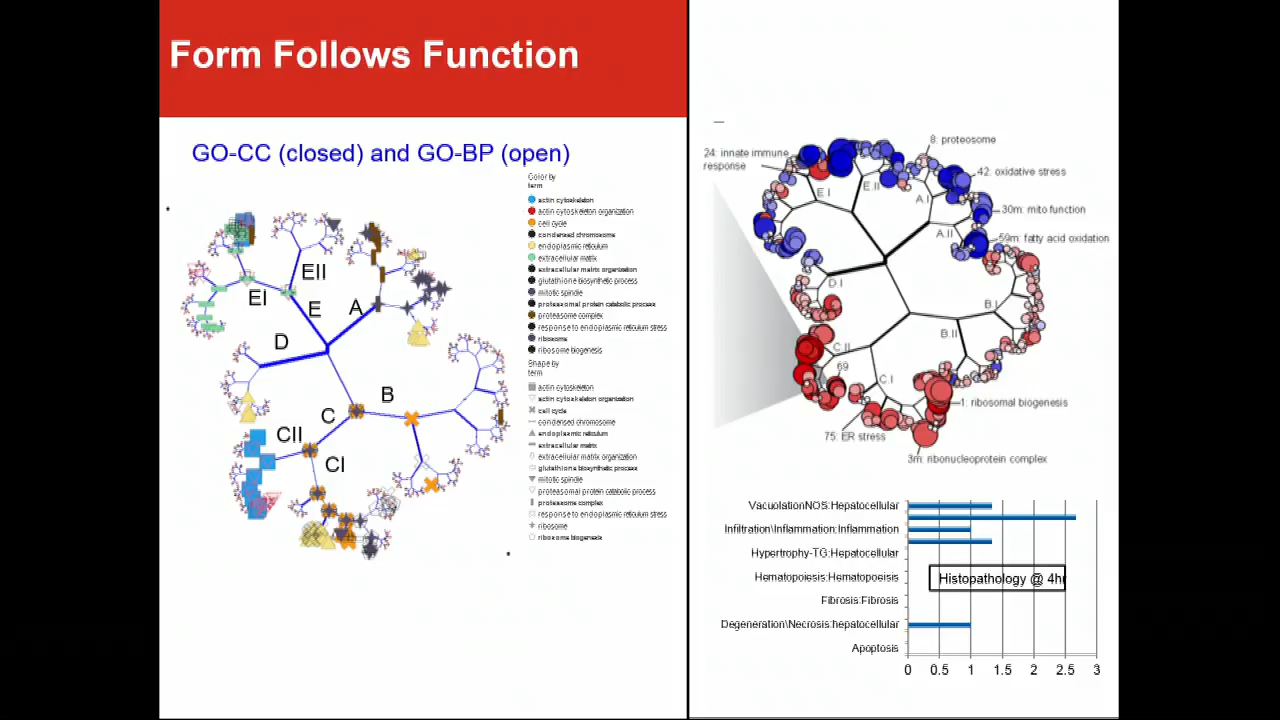 Form Follows Function
GO-CC (closed) and GO-BP (open)
Color by
term
actin cytoskeleton
actin cytoskeleton organization
cell cycle
condensed chromosome
endoplasmic reticulum
extracellular matrix
extracellular matrix organization
glutathione biosynthetic process
mitotic spindle
proteasomal protein catabolic process
proteasome complex
response to endoplasmic reticulum stress
ribosome
ribosome biogenesis
Shape by
term
actin cytoskeleton
actin cytoskeleton organization
cell cycle
condensed chromosome
endoplasmic reticulum
extracellular matrix
extracellular matrix organization
glutathione biosynthetic process
mitotic spindle
proteasomal protein catabolic process
proteasome complex
response to endoplasmic reticulum stress
ribosome
ribosome biogenesis
EII
EI
E
A
D
B
C
CII
CI
8: proteosome
24: innate immune
response
42: oxidative stress
E.I
E.II
A.I
30m: mito function
A.II
59m: fatty acid oxidation
D.I
B.I
B.II
C.II
69
C.I
1: ribosomal biogenesis
75: ER stress
3m: ribonucleoprotein complex
VacuolationNOS:Hepatocellular
Infiltration\Inflammation:Inflammation
Hypertrophy-TG:Hepatocellular
Hematopoiesis:Hematopoeisis
Histopathology @ 4hr
Fibrosis:Fibrosis
Degeneration\Necrosis:hepatocellular
Apoptosis
0 0.5 1 1.5 2 2.5 3